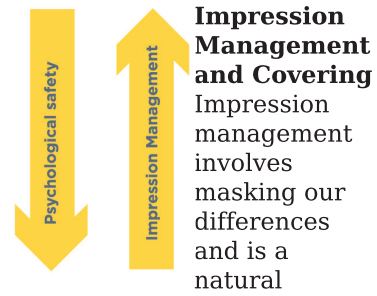 Psychological safety
Impression Management
Impression
Management
and Covering
Impression
management
involves
masking our
differences
and is a
natural